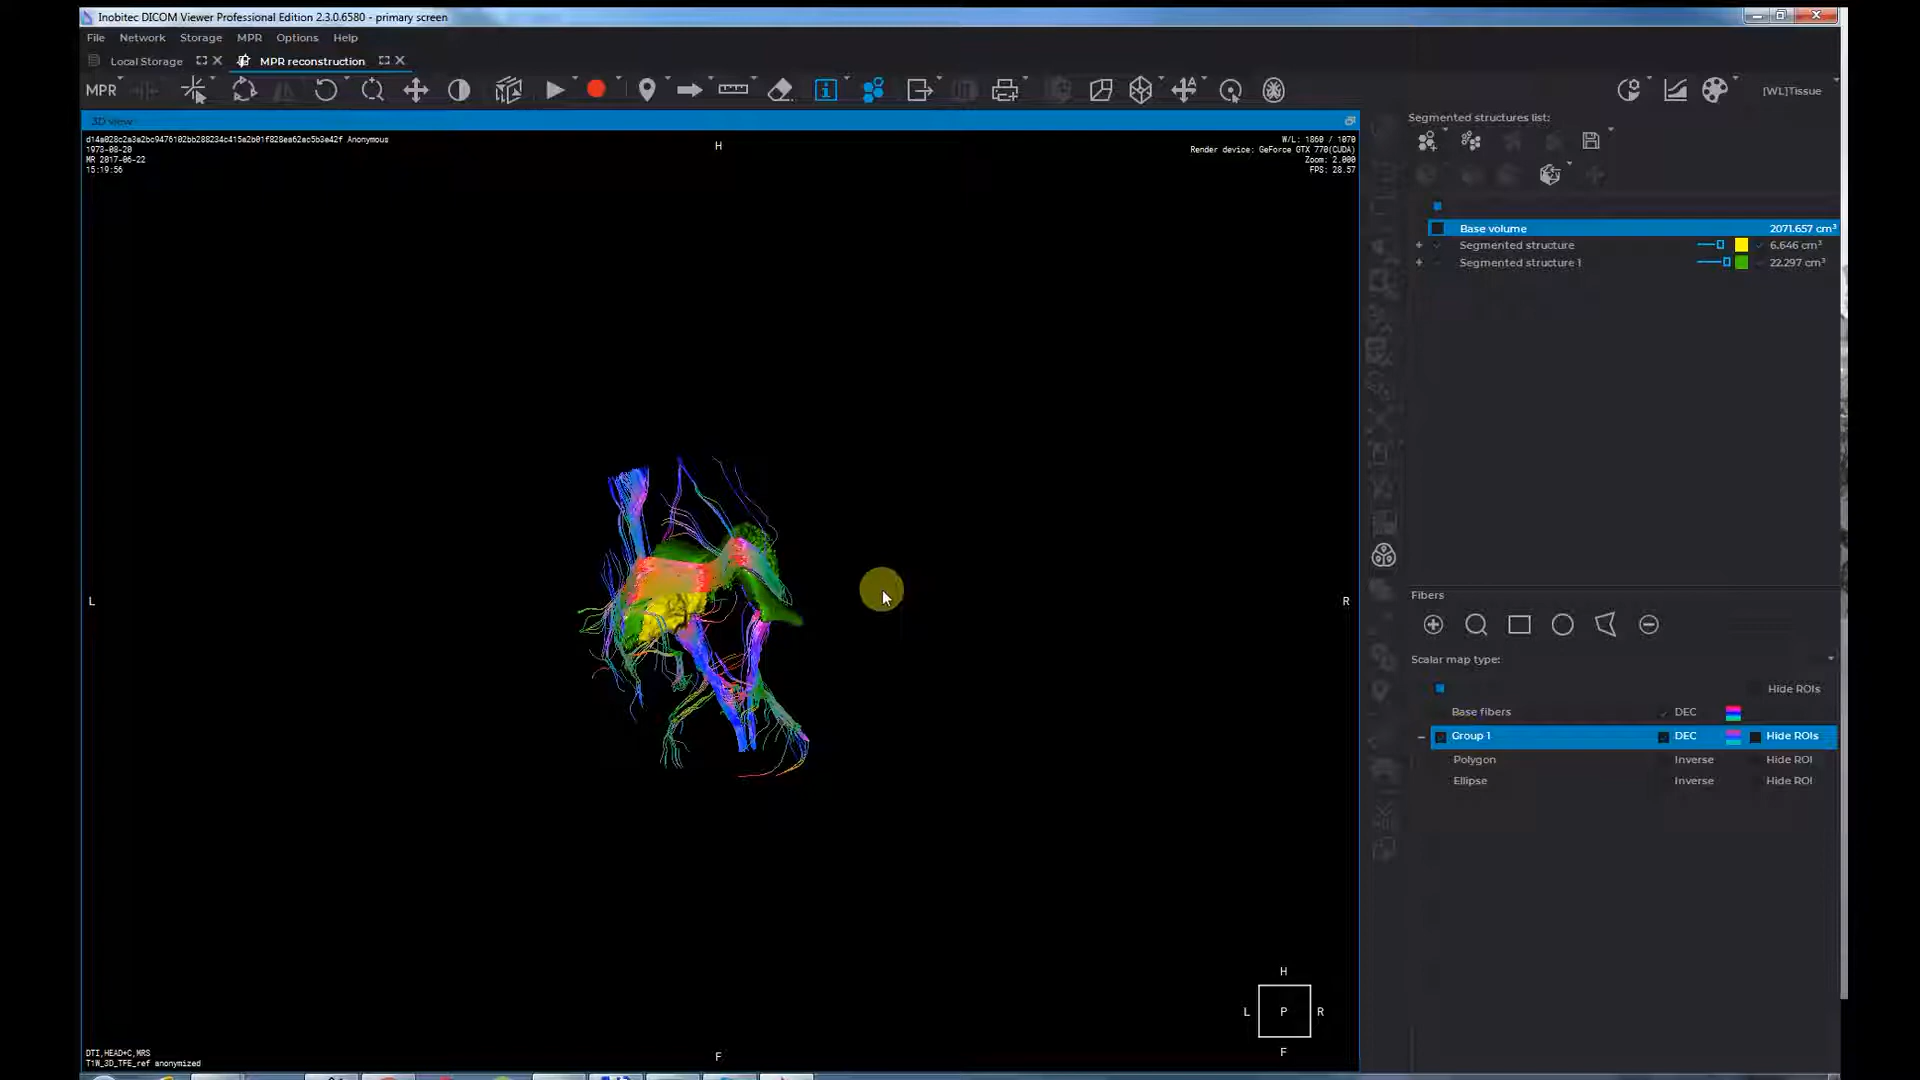 Inobitec DICOM Viewer Professional Edition 2.3.0.6580 - primary screen
File Network Storage MPR Options Help
Local Storage MPR reconstruction
MPR [WL]Tissue
3D view
d14a028c2a3a2bc9476102bb288234c415a2b01f828ea62ac5b3a42f Anonymous
1973-08-20
MR 2017-06-22
15:19:56
H
W/L: 1860 / 1070
Render device: GeForce GTX 770(CUDA)
Zoom: 2.000
FPS: 28.57
L
R
F
DTI,HEAD+C,MRS
T1W_3D_TFE_ref anonymized
H
L P R
F
Segmented structures list:
Base volume 2071.657 cm³
Segmented structure 6.646 cm³
Segmented structure 1 22.297 cm³
Fibers
Scalar map type:
Hide ROIs
Base fibers DEC
Group 1 DEC Hide ROIs
Polygon Inverse Hide ROI
Ellipse Inverse Hide ROI